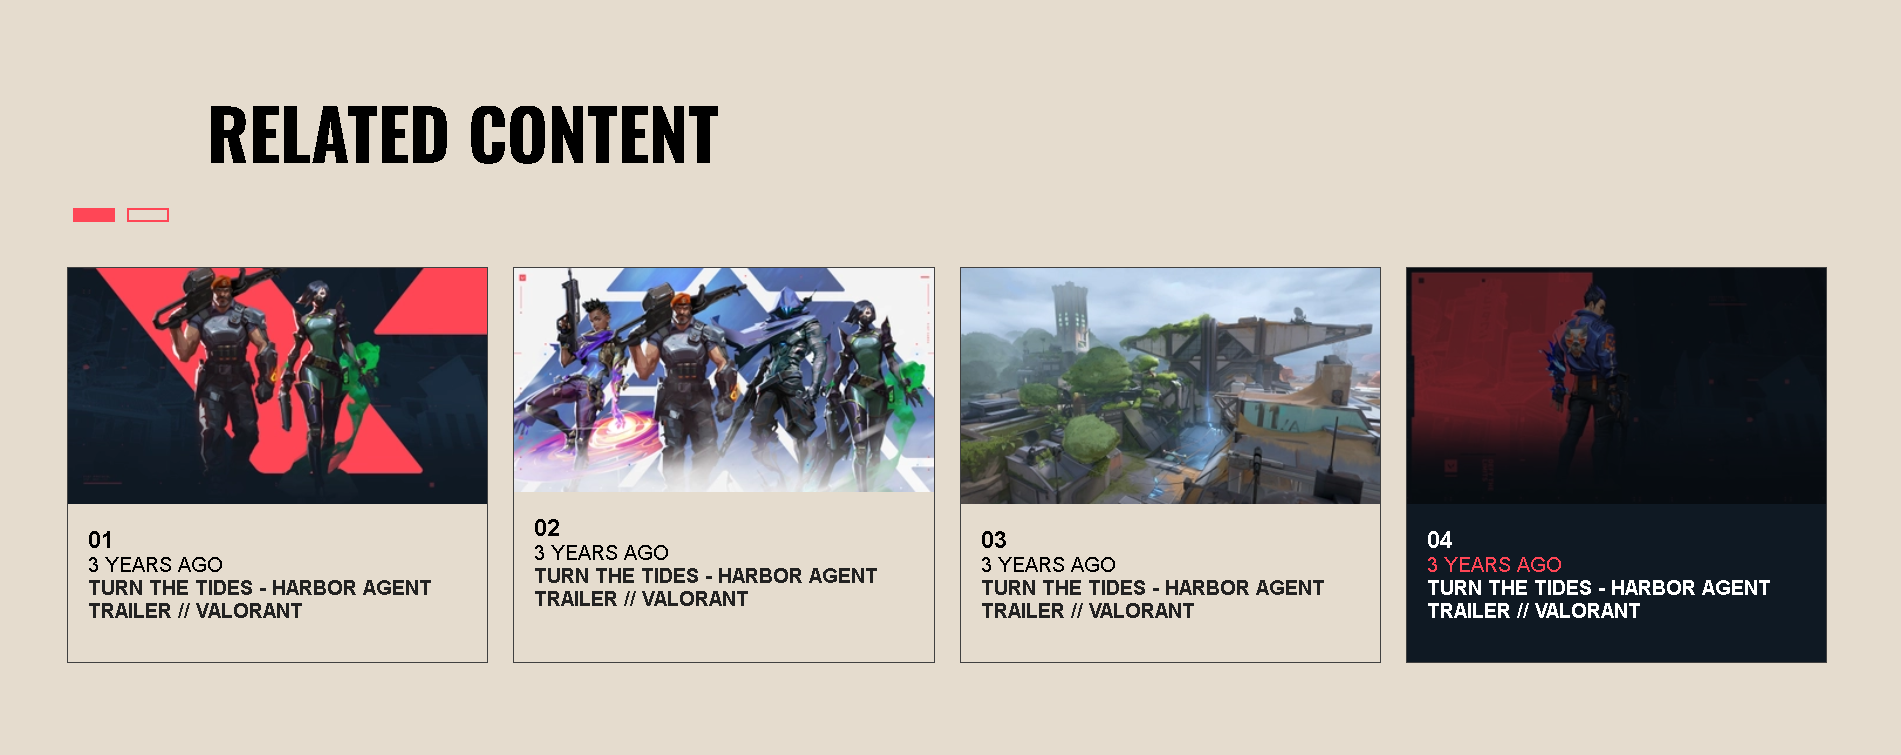 RELATED CONTENT
01
3 YEARS AGO
TURN THE TIDES - HARBOR AGENT
TRAILER // VALORANT
02
3 YEARS AGO
TURN THE TIDES - HARBOR AGENT
TRAILER // VALORANT
03
3 YEARS AGO
TURN THE TIDES - HARBOR AGENT
TRAILER // VALORANT
04
3 YEARS AGO
TURN THE TIDES - HARBOR AGENT
TRAILER // VALORANT